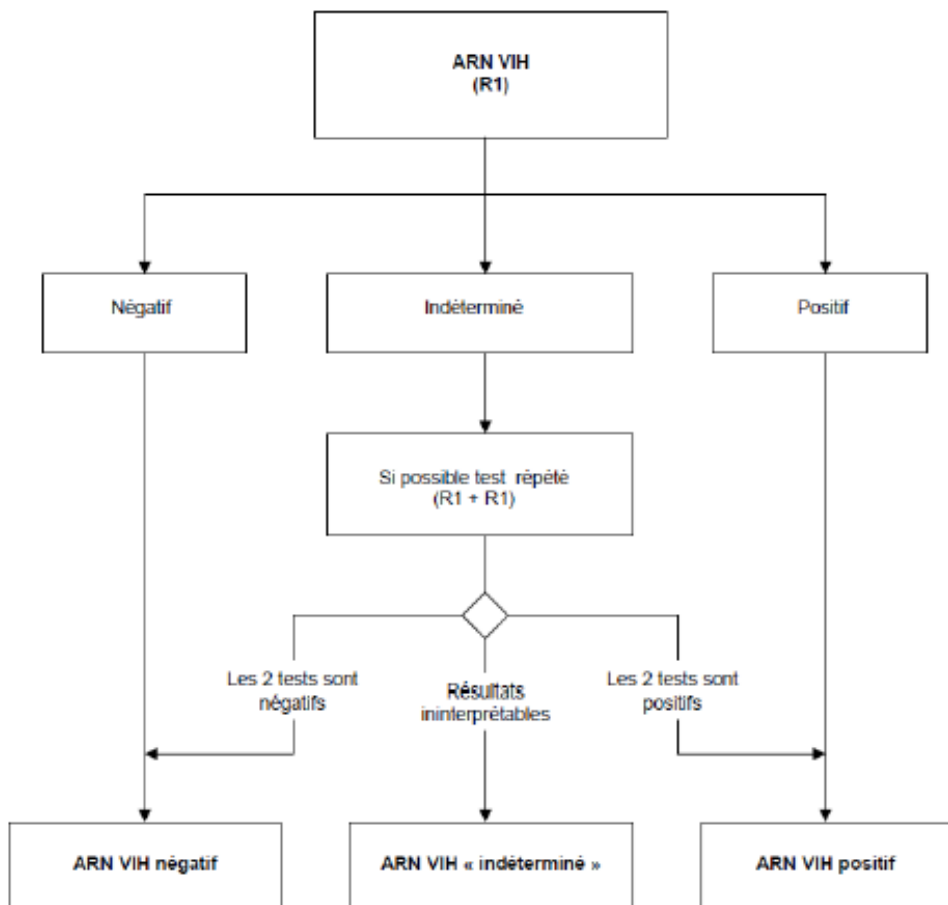 ARN VIH
(R1)
Négatif
Indéterminé
Positif
Si possible test répété
(R1 + R1)
Les 2 tests sont
négatifs
Résultats
ininterprétables
Les 2 tests sont
positifs
ARN VIH négatif
ARN VIH « indéterminé »
ARN VIH positif